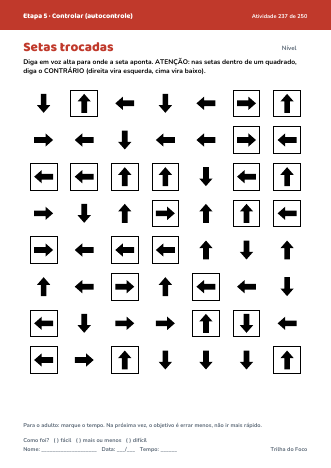 Etapa 5 · Controlar (autocontrole)
Atividade 237 de 250
Setas trocadas
Nível
Diga em voz alta para onde a seta aponta. ATENÇÃO: nas setas dentro de um quadrado,
diga o CONTRÁRIO (direita vira esquerda, cima vira baixo).
Para o adulto: marque o tempo. Na próxima vez, o objetivo é errar menos, não ir mais rápido.
Como foi? ( ) fácil ( ) mais ou menos ( ) difícil
Nome: ____________________ Data: ___/___ Tempo: ______
Trilha do Foco